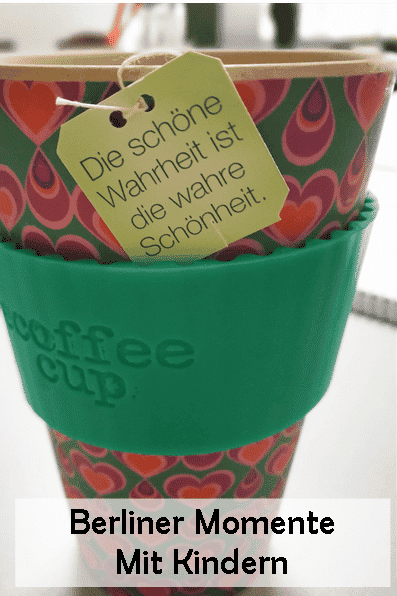 Die schöne
Wahrheit ist
die wahre
Schönheit.
coffee
cup
Berliner Momente
Mit Kindern